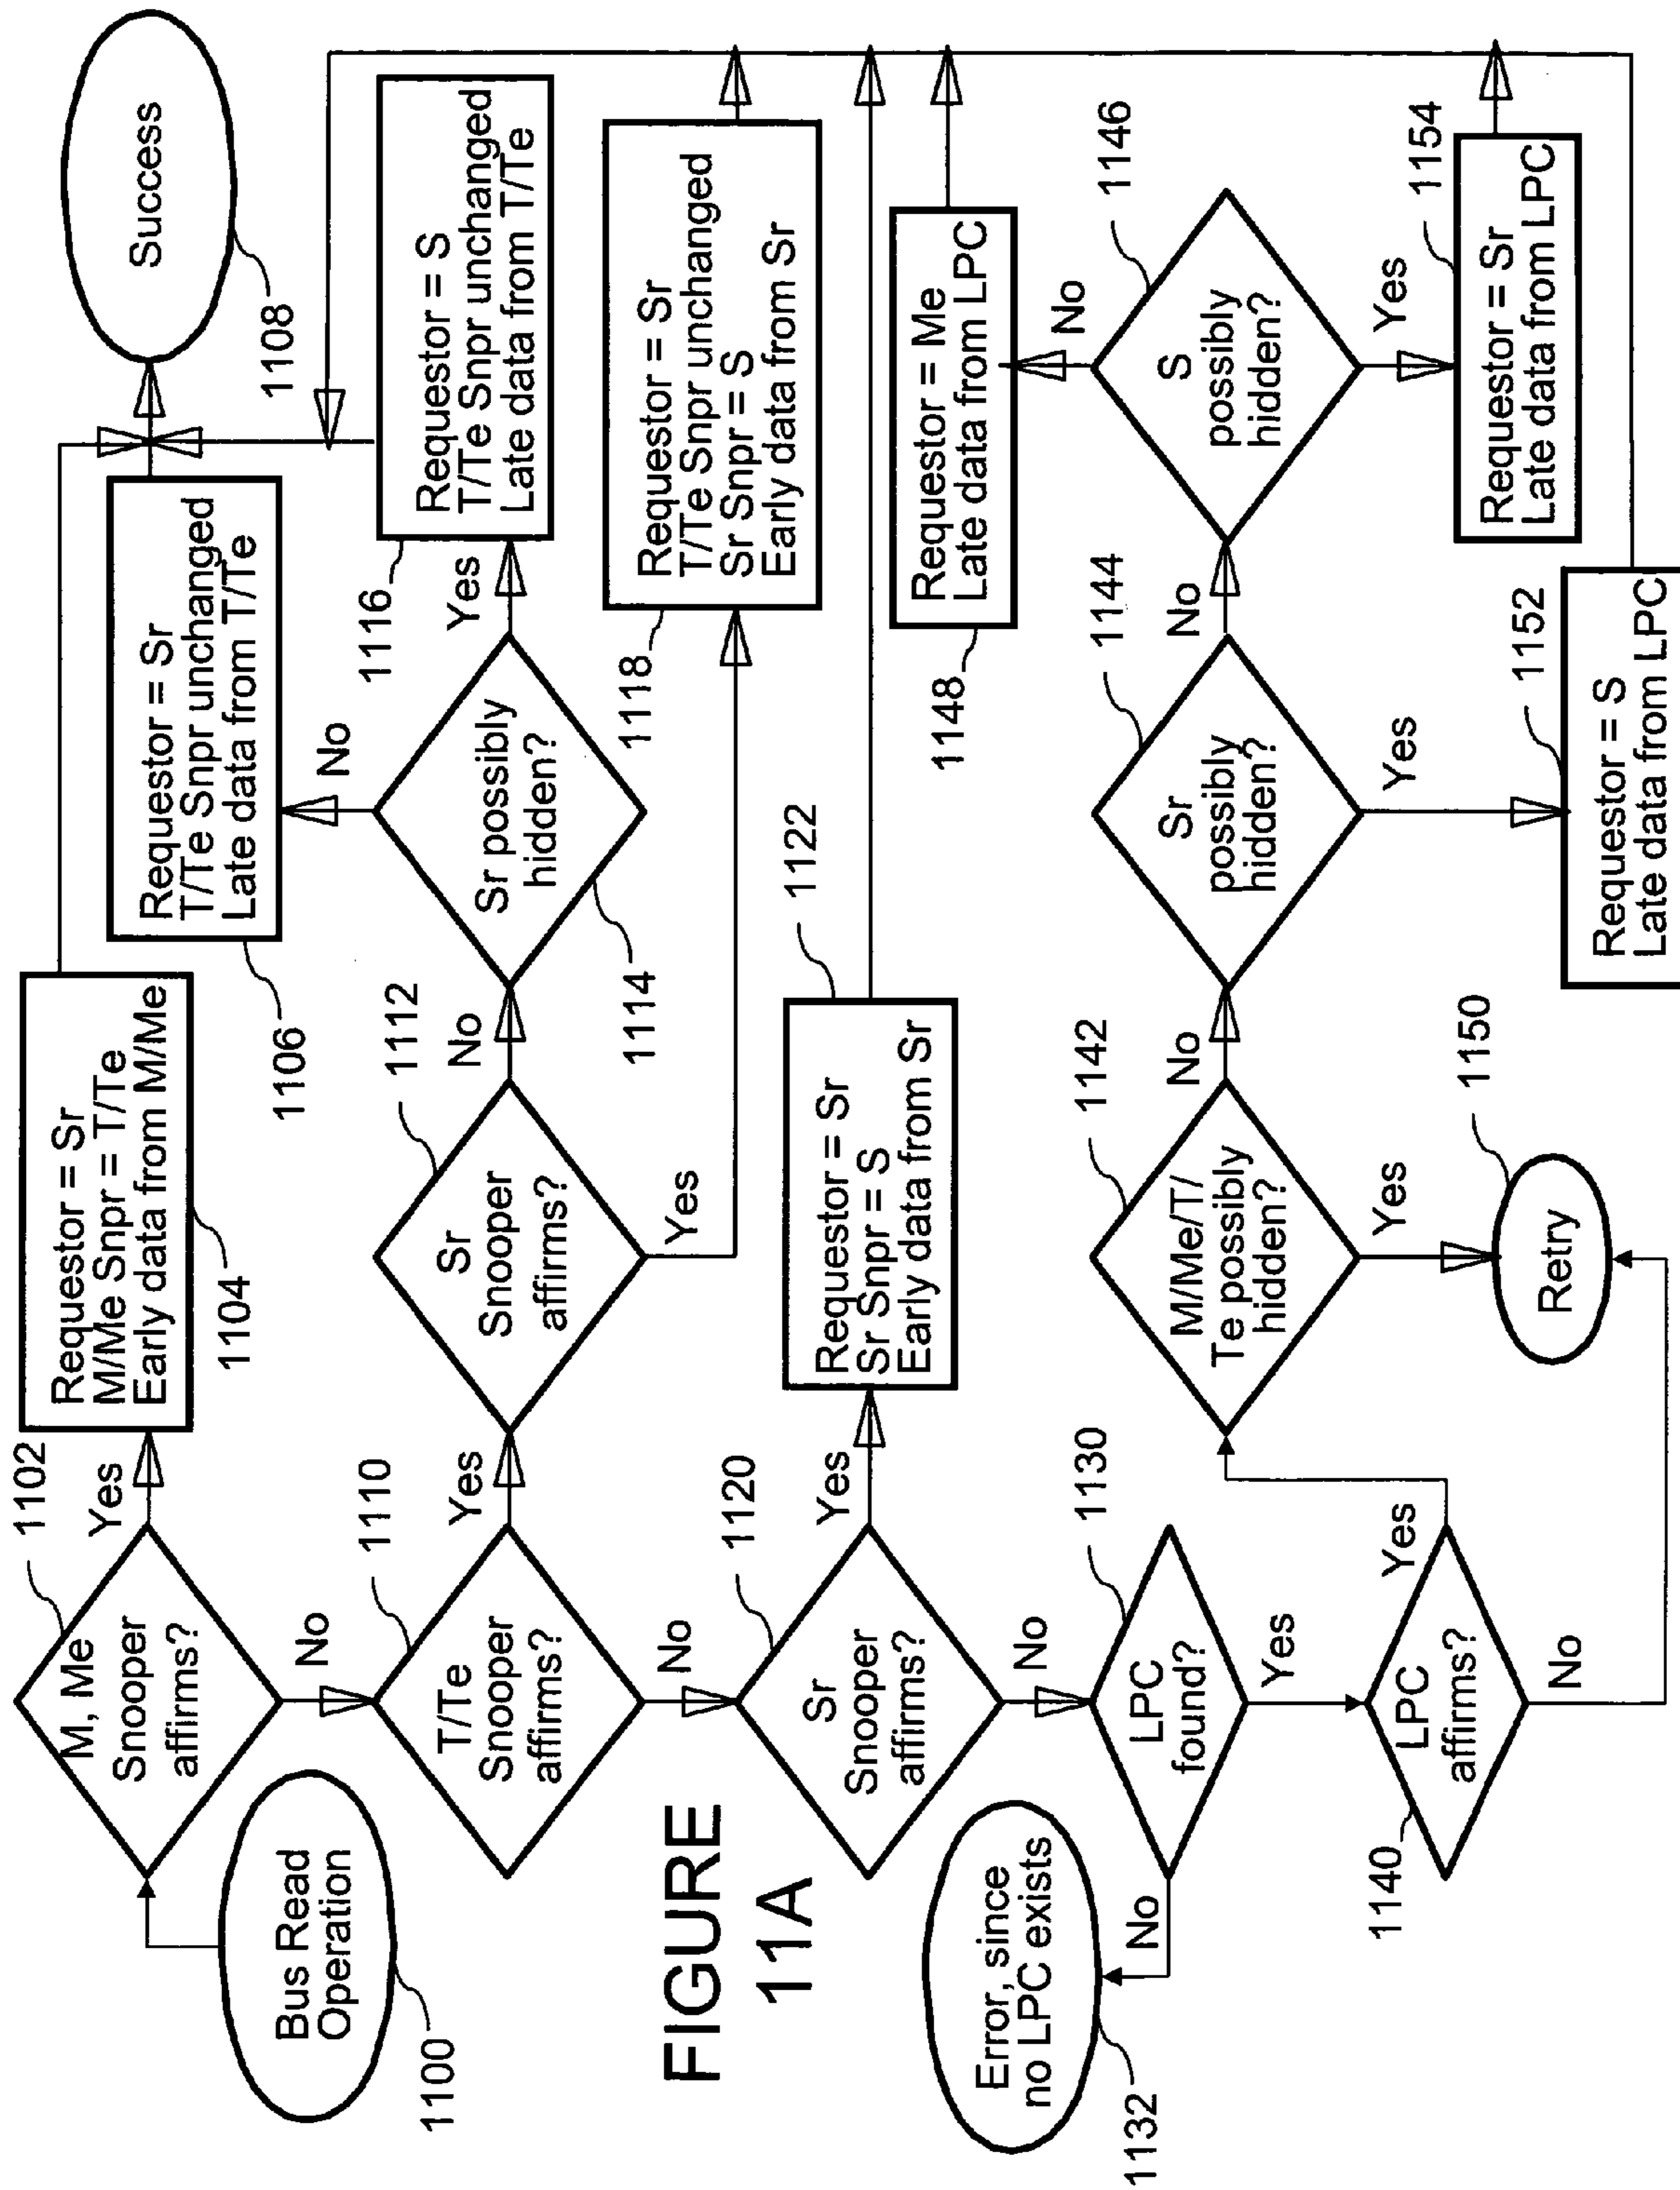 1100
Bus Read
Operation
1102
M, Me
Snooper
affirms?
Yes
No
Requestor = Sr
M/Me Snpr = T/Te
Early data from M/Me
1104
Requestor = Sr
T/Te Snpr unchanged
Late data from T/Te
1106
Success
1108
1110
T/Te
Snooper
affirms?
Yes
No
1112
Sr
Snooper
affirms?
No
Yes
Sr possibly
hidden?
1114
No
Yes
1116
Requestor = S
T/Te Snpr unchanged
Late data from T/Te
1118
Requestor = Sr
T/Te Snpr unchanged
Sr Snpr = S
Early data from Sr
1120
Sr
Snooper
affirms?
Yes
No
1122
Requestor = Sr
Sr Snpr = S
Early data from Sr
FIGURE
11A
1130
LPC
found?
No
Yes
Error, since
no LPC exists
1132
1140
LPC
affirms?
Yes
No
1142
M/Me/T/
Te possibly
hidden?
No
Yes
1150
Retry
1144
Sr
possibly
hidden?
No
Yes
1146
S
possibly
hidden?
No
Yes
1148
Requestor = Me
Late data from LPC
1152
Requestor = S
Late data from LPC
1154
Requestor = Sr
Late data from LPC